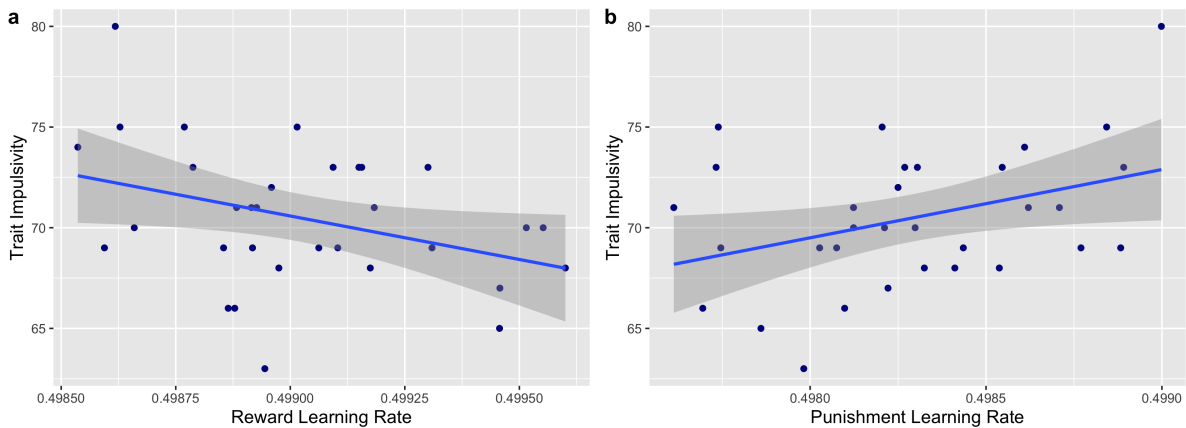 a
80
75
70
65
Trait Impulsivity
0.49850 0.49875 0.49900 0.49925 0.49950
Reward Learning Rate
b
80
75
70
65
Trait Impulsivity
0.4980 0.4985 0.4990
Punishment Learning Rate